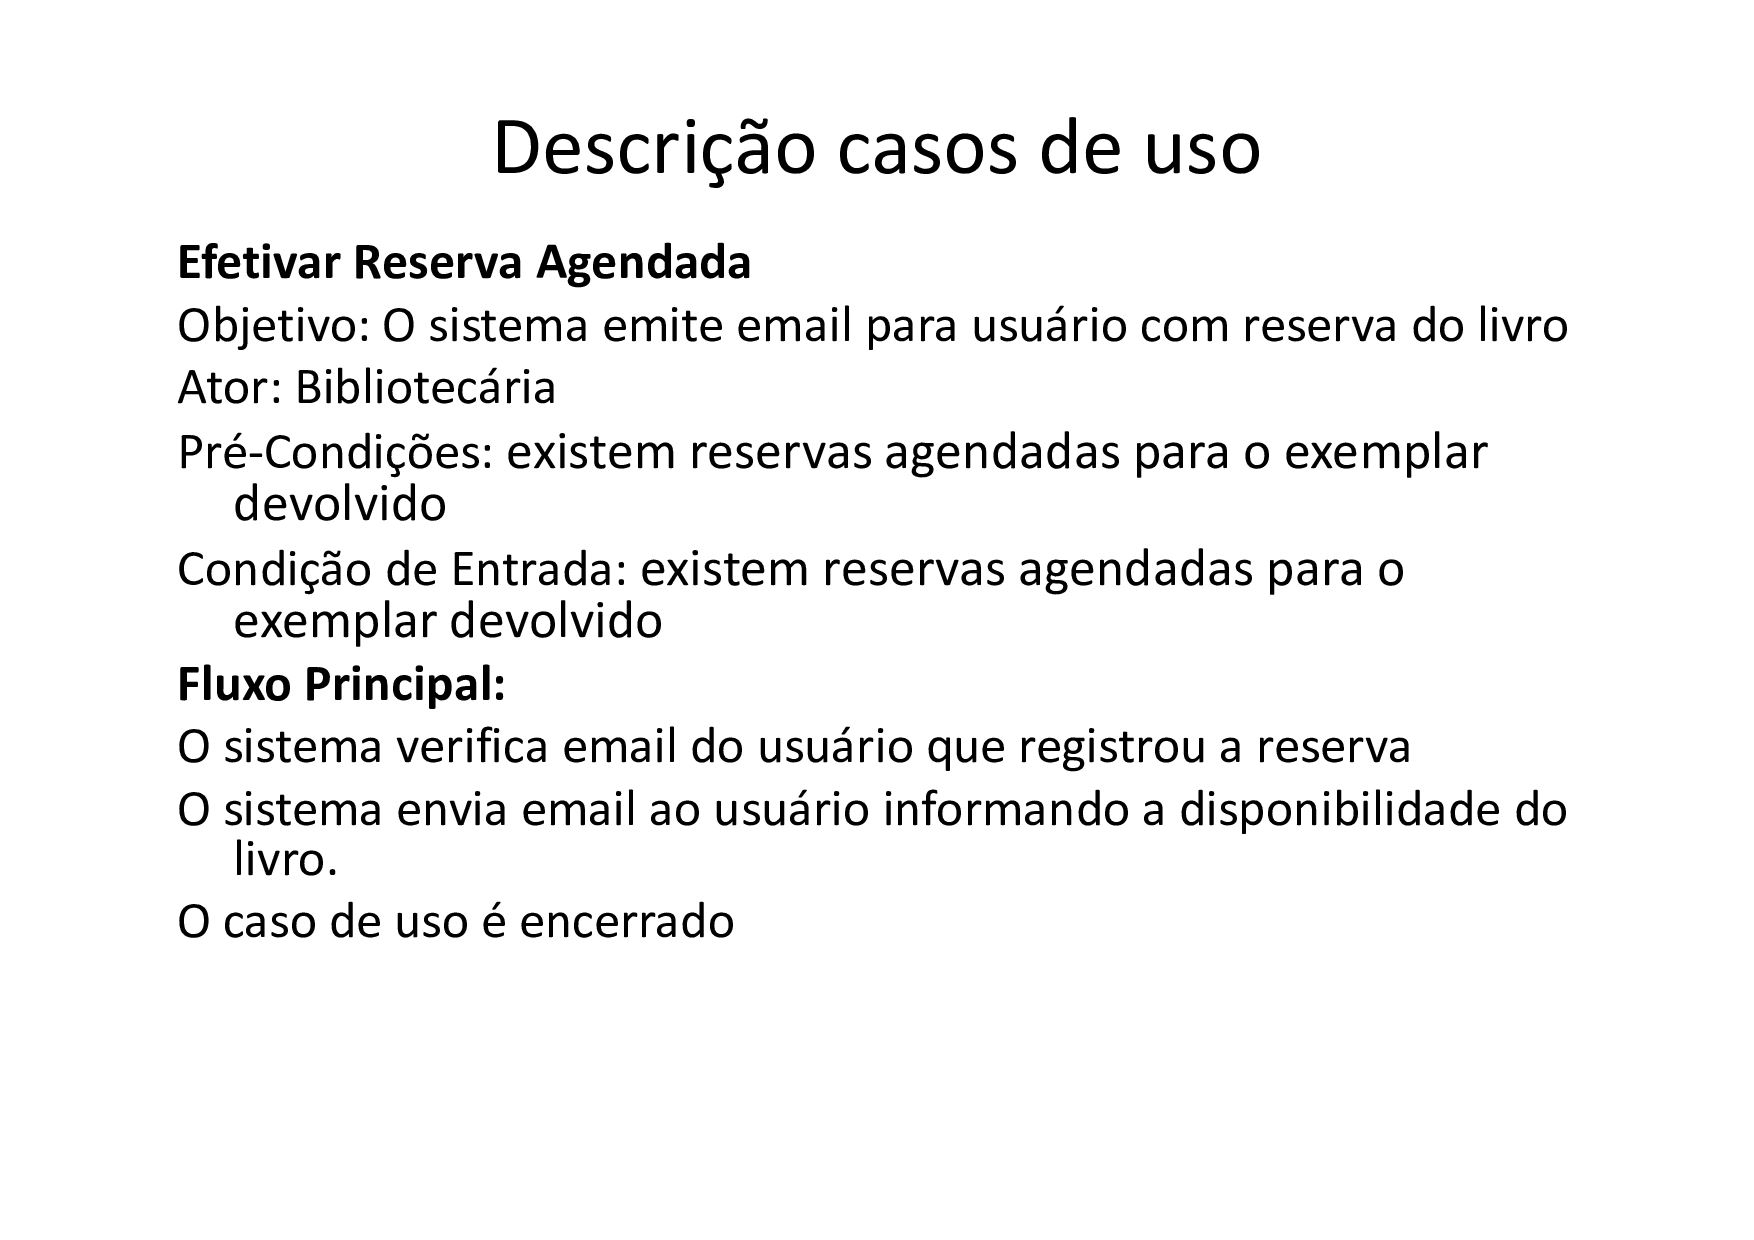 Descrição casos de uso
Efetivar Reserva Agendada
Objetivo: O sistema emite email para usuário com reserva do livro
Ator: Bibliotecária
Pré-Condições: existem reservas agendadas para o exemplar
devolvido
Condição de Entrada: existem reservas agendadas para o
exemplar devolvido
Fluxo Principal:
O sistema verifica email do usuário que registrou a reserva
O sistema envia email ao usuário informando a disponibilidade do
livro.
O caso de uso é encerrado